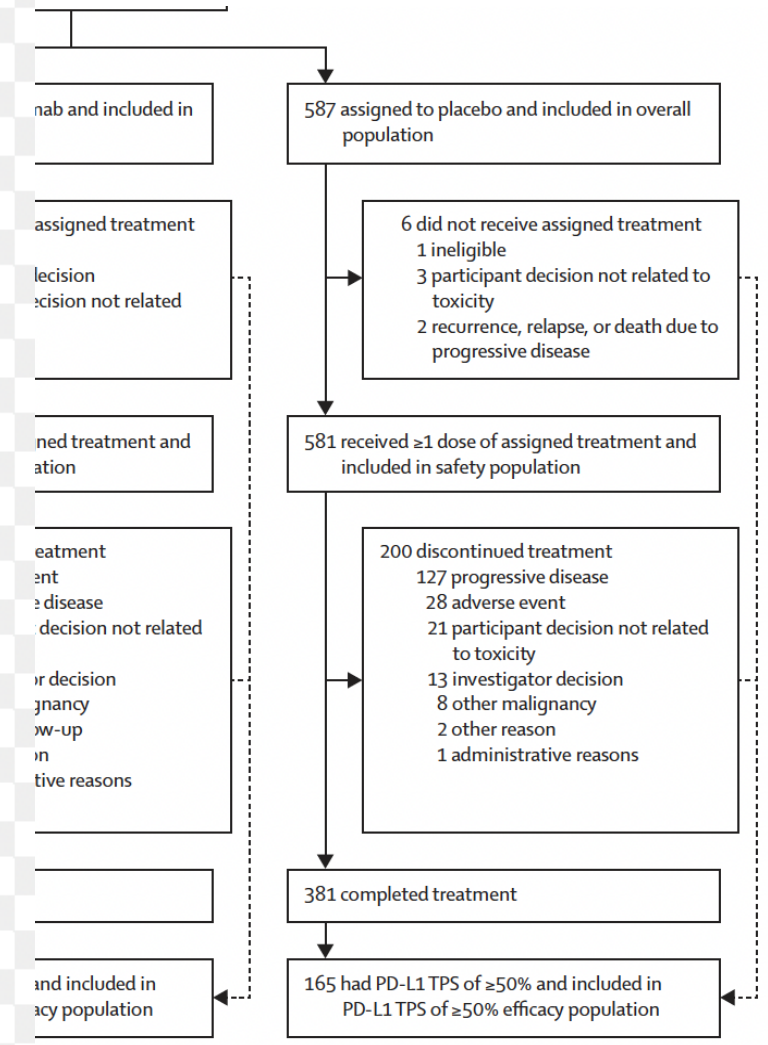 mab and included in
assigned treatment
decision
decision not related
ned treatment and
ation
eatment
ent
e disease
decision not related
or decision
gnancy
ow-up
on
tive reasons
and included in
acy population
587 assigned to placebo and included in overall
population
6 did not receive assigned treatment
1 ineligible
3 participant decision not related to
toxicity
2 recurrence, relapse, or death due to
progressive disease
581 received ≥1 dose of assigned treatment and
included in safety population
200 discontinued treatment
127 progressive disease
28 adverse event
21 participant decision not related
to toxicity
13 investigator decision
8 other malignancy
2 other reason
1 administrative reasons
381 completed treatment
165 had PD-L1 TPS of ≥50% and included in
PD-L1 TPS of ≥50% efficacy population